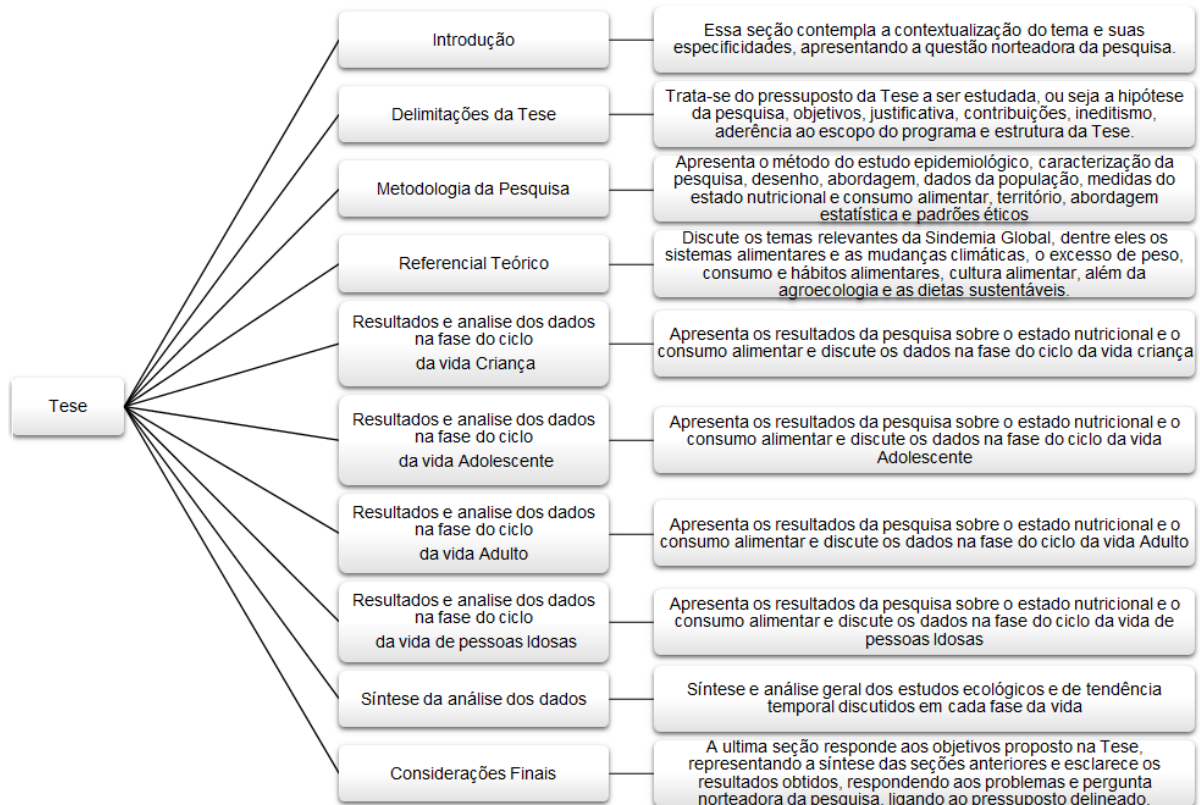 Introdução
Essa seção contempla a contextualização do tema e suas
especificidades, apresentando a questão norteadora da pesquisa.
Delimitações da Tese
Trata-se do pressuposto da Tese a ser estudada, ou seja a hipótese
da pesquisa, objetivos, justificativa, contribuições, ineditismo,
aderência ao escopo do programa e estrutura da Tese.
Metodologia da Pesquisa
Apresenta o método do estudo epidemiológico, caracterização da
pesquisa, desenho, abordagem, dados da população, medidas do
estado nutricional e consumo alimentar, território, abordagem
estatística e padrões éticos
Referencial Teórico
Discute os temas relevantes da Sindemia Global, dentre eles os
sistemas alimentares e as mudanças climáticas, o excesso de peso,
consumo e hábitos alimentares, cultura alimentar, além da
agroecologia e as dietas sustentáveis.
Resultados e analise dos dados
na fase do ciclo
da vida Criança
Apresenta os resultados da pesquisa sobre o estado nutricional e o
consumo alimentar e discute os dados na fase do ciclo da vida criança
Tese
Resultados e analise dos dados
na fase do ciclo
da vida Adolescente
Apresenta os resultados da pesquisa sobre o estado nutricional e o
consumo alimentar e discute os dados na fase do ciclo da vida
Adolescente
Resultados e analise dos dados
na fase do ciclo
da vida Adulto
Apresenta os resultados da pesquisa sobre o estado nutricional e o
consumo alimentar e discute os dados na fase do ciclo da vida Adulto
Resultados e analise dos dados
na fase do ciclo
da vida de pessoas Idosas
Apresenta os resultados da pesquisa sobre o estado nutricional e o
consumo alimentar e discute os dados na fase do ciclo da vida de
pessoas Idosas
Síntese da análise dos dados
Síntese e análise geral dos estudos ecológicos e de tendência
temporal discutidos em cada fase da vida
Considerações Finais
A ultima seção responde aos objetivos proposto na Tese,
representando a síntese das seções anteriores e esclarece os
resultados obtidos, respondendo aos problemas e pergunta
norteadora da pesquisa, ligando ao pressuposto delineado.